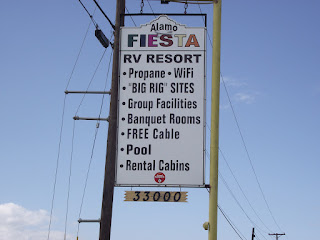 Alamo
FIESTA
RV RESORT
• Propane • WiFi
• "BIG RIG" SITES
• Group Facilities
• Banquet Rooms
• FREE Cable
• Pool
• Rental Cabins
33000